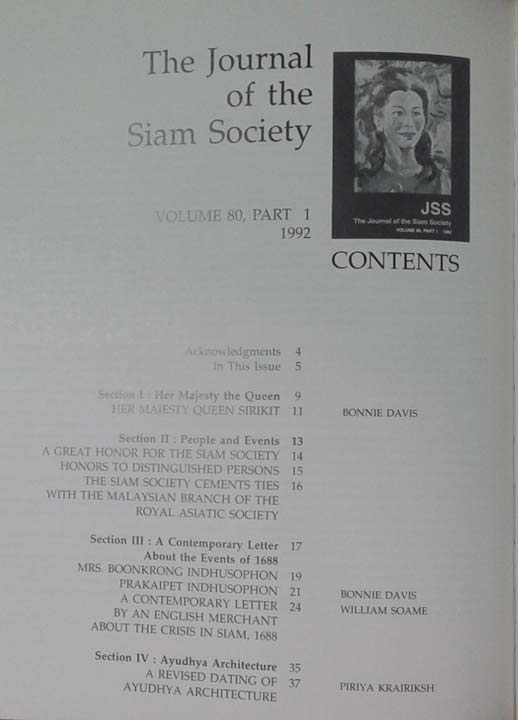 The Journal
of the
Siam Society
VOLUME 80, PART 1
1992
JSS
The Journal of the Siam Society
VOLUME 80, PART 1 1992
CONTENTS
Acknowledgments 4
In This Issue 5
Section I : Her Majesty the Queen 9
HER MAJESTY QUEEN SIRIKIT 11 BONNIE DAVIS
Section II : People and Events 13
A GREAT HONOR FOR THE SIAM SOCIETY 14
HONORS TO DISTINGUISHED PERSONS 15
THE SIAM SOCIETY CEMENTS TIES 16
WITH THE MALAYSIAN BRANCH OF THE
ROYAL ASIATIC SOCIETY
Section III : A Contemporary Letter 17
About the Events of 1688
MRS. BOONKRONG INDHUSOPHON 19
PRAKAIPET INDHUSOPHON 21 BONNIE DAVIS
A CONTEMPORARY LETTER 24 WILLIAM SOAME
BY AN ENGLISH MERCHANT
ABOUT THE CRISIS IN SIAM, 1688
Section IV : Ayudhya Architecture 35
A REVISED DATING OF 37 PIRIYA KRAIRIKSH
AYUDHYA ARCHITECTURE